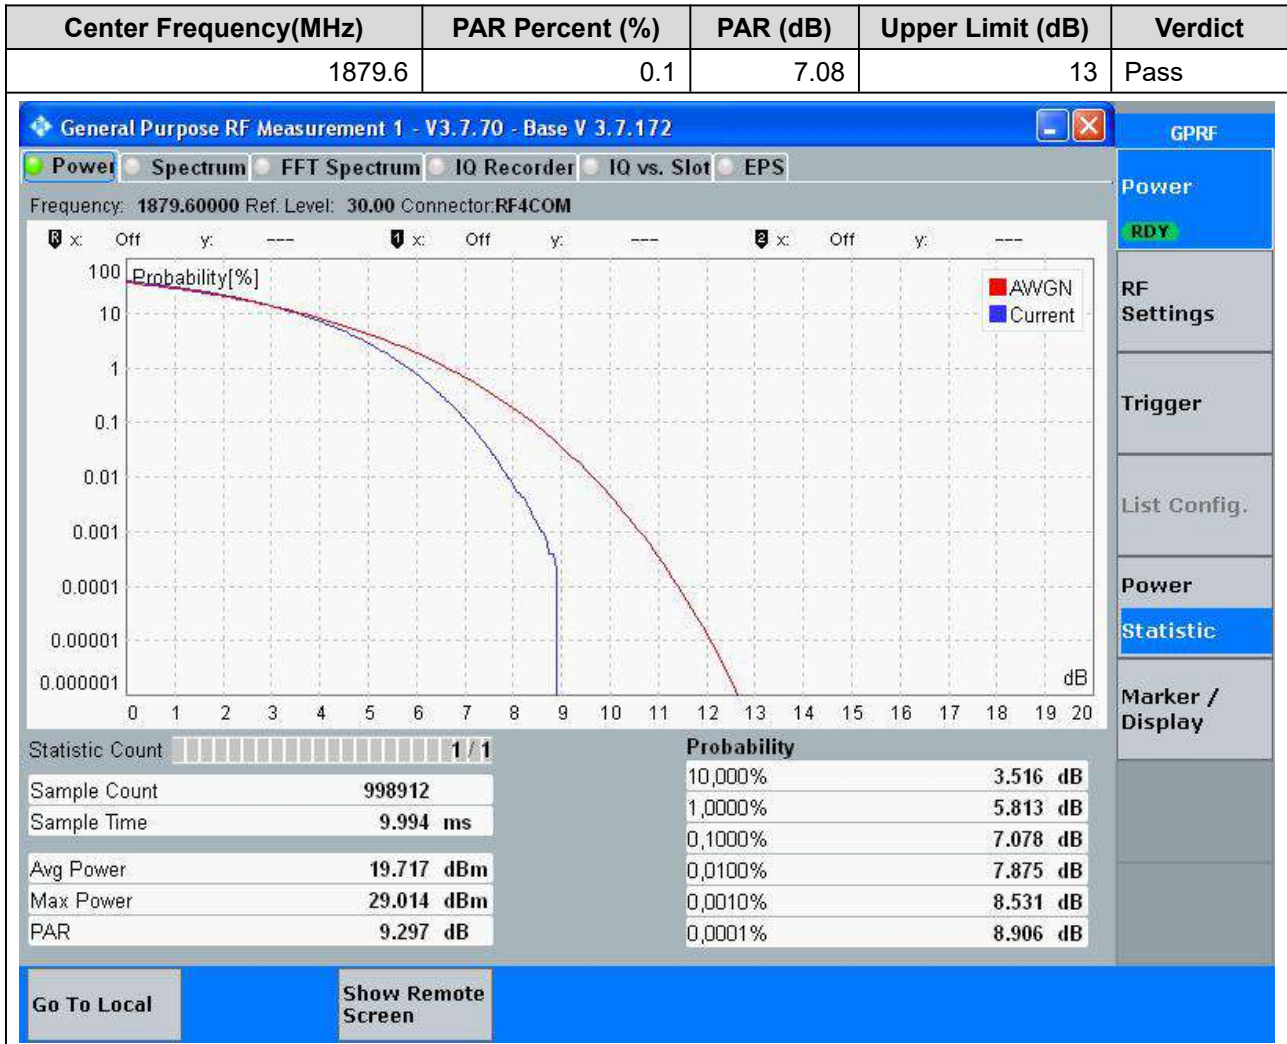 Center Frequency(MHz) PAR Percent (%) PAR (dB) Upper Limit (dB) Verdict
1879.6 0.1 7.08 13 Pass
General Purpose RF Measurement 1 - V3.7.70 - Base V 3.7.172
GPRF
Power Spectrum FFT Spectrum IQ Recorder IQ vs. Slot EPS
Power
RDY
Frequency: 1879.60000 Ref. Level: 30.00 Connector:RF4COM
R x: Off y: --- 1 x: Off y: --- 2 x: Off y: ---
Probability[%]
100
10
1
0.1
0.01
0.001
0.0001
0.00001
0.000001
AWGN
Current
dB
0 1 2 3 4 5 6 7 8 9 10 11 12 13 14 15 16 17 18 19 20
RF
Settings
Trigger
List Config.
Power
Statistic
Marker /
Display
Statistic Count 1 / 1
Sample Count 998912
Sample Time 9.994 ms
Avg Power 19.717 dBm
Max Power 29.014 dBm
PAR 9.297 dB
Probability
10,000% 3.516 dB
1,0000% 5.813 dB
0,1000% 7.078 dB
0,0100% 7.875 dB
0,0010% 8.531 dB
0,0001% 8.906 dB
Go To Local
Show Remote
Screen